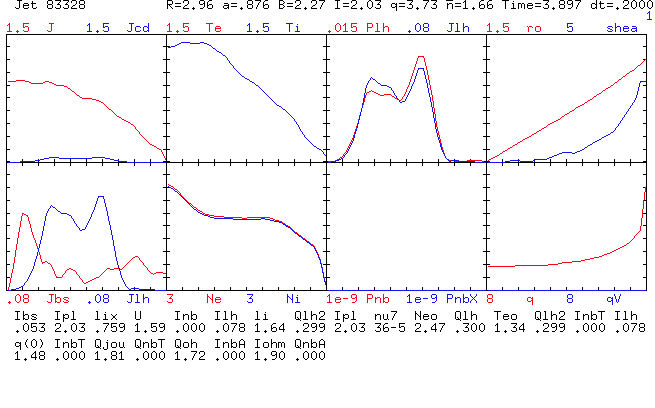 Jet 83328 R=2.96 a=.876 B=2.27 I=2.03 q=3.73 n=1.66 Time=3.897 dt=.2000
1
1.5 J 1.5 Jcd 1.5 Te 1.5 Ti .015 Plh .08 Jlh 1.5 ro 5 shea
.08 Jbs .08 Jlh 3 Ne 3 Ni 1e-9 Pnb 1e-9 PnbX 8 q 8 qV
Ibs Ipl lix U Inb Ilh li Qlh2 Ipl nu7 Neo Qlh Teo Qlh2 InbT Ilh
.053 2.03 .759 1.59 .000 .078 1.64 .299 2.03 36-5 2.47 .300 1.34 .299 .000 .078
q(0) InbT Qjou QnbT Qoh InbA Iohm QnbA
1.48 .000 1.81 .000 1.72 .000 1.90 .000